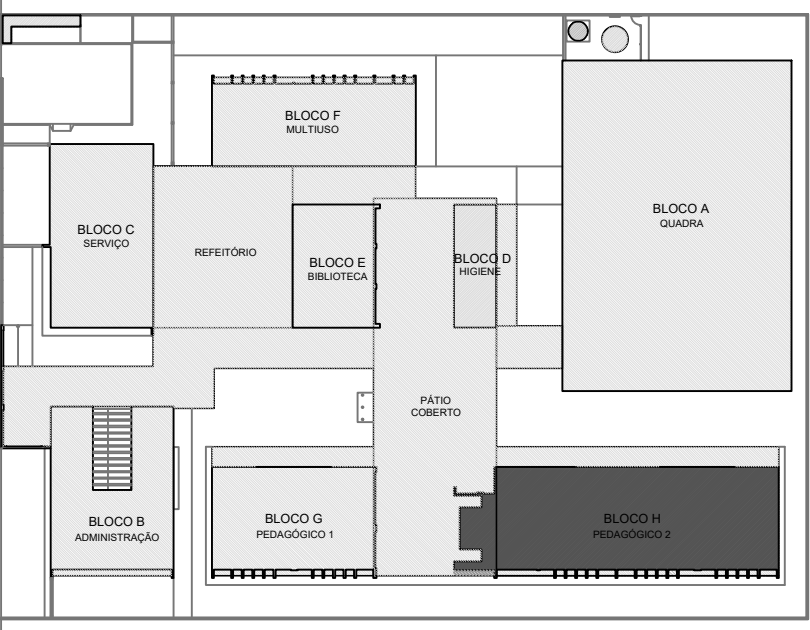 BLOCO F
MULTIUSO
BLOCO A
QUADRA
BLOCO C
SERVIÇO
REFEITÓRIO
BLOCO E
BIBLIOTECA
BLOCO D
HIGIENE
PÁTIO
COBERTO
BLOCO B
ADMINISTRAÇÃO
BLOCO G
PEDAGÓGICO 1
BLOCO H
PEDAGÓGICO 2